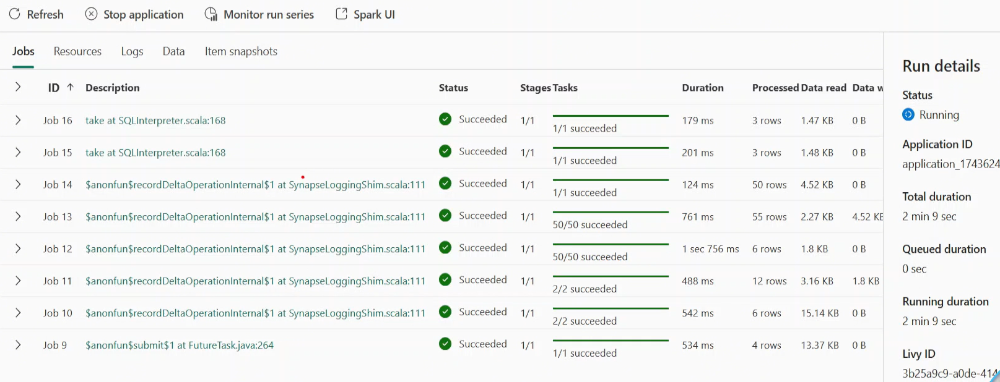 Refresh Stop application Monitor run series Spark UI
Jobs Resources Logs Data Item snapshots
ID ↑ Description Status Stages Tasks Duration Processed Data read Data w
Job 16 take at SQLInterpreter.scala:168 Succeeded 1/1 1/1 succeeded 179 ms 3 rows 1.47 KB 0 B
Job 15 take at SQLInterpreter.scala:168 Succeeded 1/1 1/1 succeeded 201 ms 3 rows 1.48 KB 0 B
Job 14 $anonfun$recordDeltaOperationInternal$1 at SynapseLoggingShim.scala:111 Succeeded 1/1 1/1 succeeded 124 ms 50 rows 4.52 KB 0 B
Job 13 $anonfun$recordDeltaOperationInternal$1 at SynapseLoggingShim.scala:111 Succeeded 1/1 50/50 succeeded 761 ms 55 rows 2.27 KB 4.52 KB
Job 12 $anonfun$recordDeltaOperationInternal$1 at SynapseLoggingShim.scala:111 Succeeded 1/1 50/50 succeeded 1 sec 756 ms 6 rows 1.8 KB 0 B
Job 11 $anonfun$recordDeltaOperationInternal$1 at SynapseLoggingShim.scala:111 Succeeded 1/1 2/2 succeeded 488 ms 12 rows 3.16 KB 1.8 KB
Job 10 $anonfun$recordDeltaOperationInternal$1 at SynapseLoggingShim.scala:111 Succeeded 1/1 2/2 succeeded 542 ms 6 rows 15.14 KB 0 B
Job 9 $anonfun$submit$1 at FutureTask.java:264 Succeeded 1/1 1/1 succeeded 534 ms 4 rows 13.37 KB 0 B
Run details
Status
Running
Application ID
application_1743624
Total duration
2 min 9 sec
Queued duration
0 sec
Running duration
2 min 9 sec
Livy ID
3b25a9c9-a0de-414